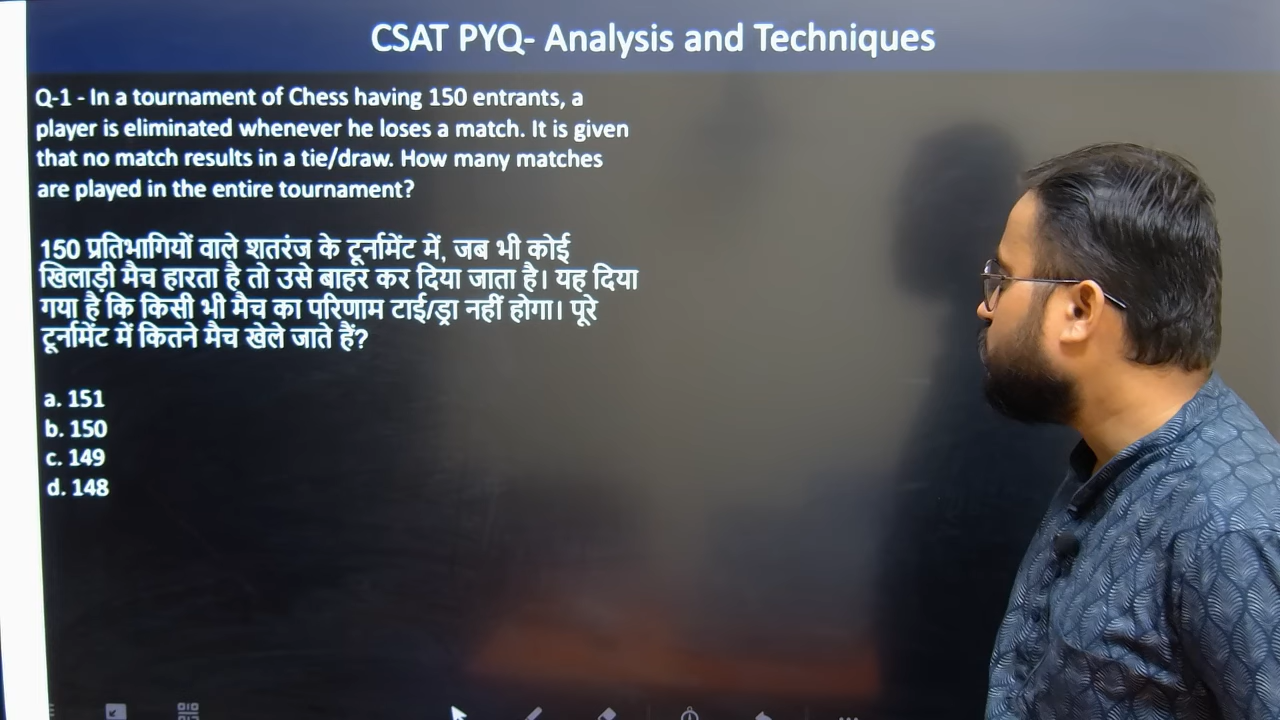 CSAT PYQ- Analysis and Techniques
Q-1 - In a tournament of Chess having 150 entrants, a
player is eliminated whenever he loses a match. It is given
that no match results in a tie/draw. How many matches
are played in the entire tournament?
150 प्रतिभागियों वाले शतरंज के टूर्नामेंट में, जब भी कोई
खिलाड़ी मैच हारता है तो उसे बाहर कर दिया जाता है। यह दिया
गया है कि किसी भी मैच का परिणाम टाई/ड्रा नहीं होगा। पूरे
टूर्नामेंट में कितने मैच खेले जाते हैं?
a. 151
b. 150
c. 149
d. 148